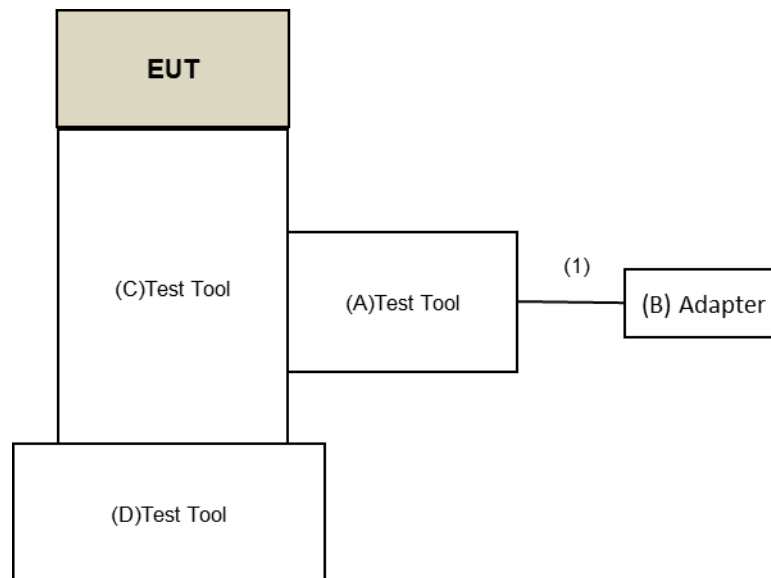 EUT
(1)
(C)Test Tool
(A)Test Tool
(B) Adapter
(D)Test Tool